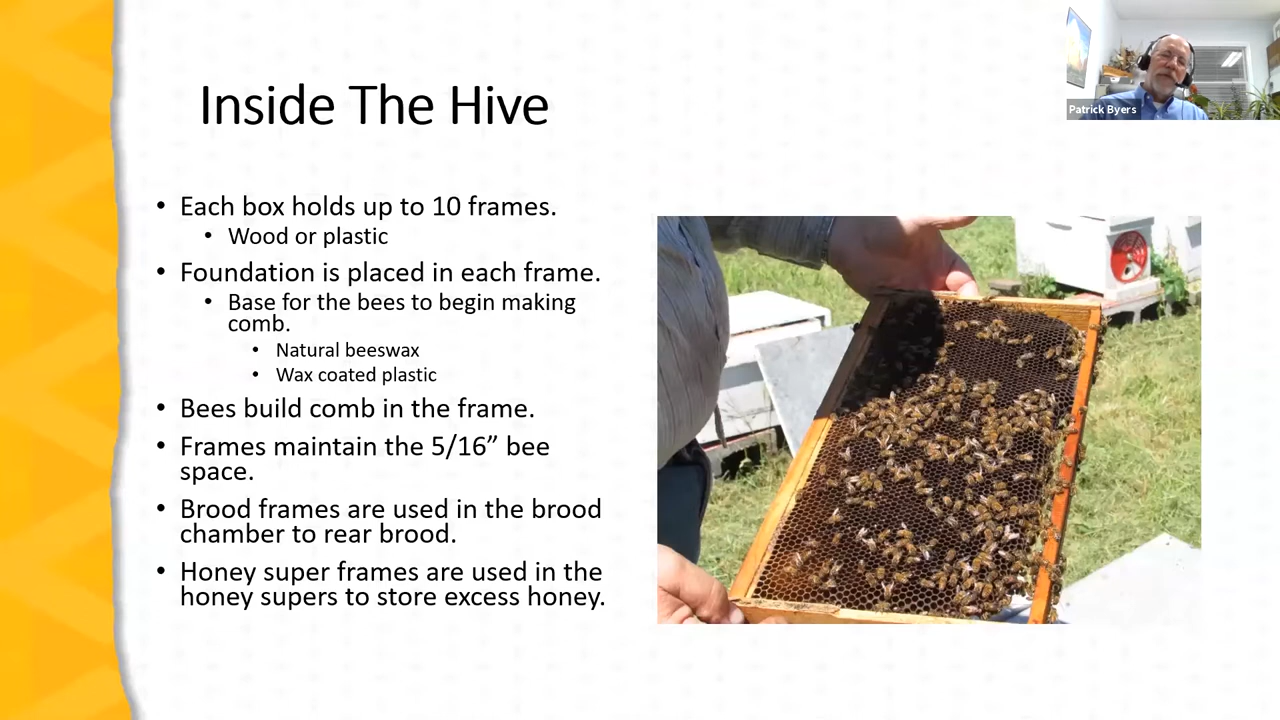 Inside The Hive
Patrick Byers
• Each box holds up to 10 frames.
• Wood or plastic
• Foundation is placed in each frame.
• Base for the bees to begin making
comb.
• Natural beeswax
• Wax coated plastic
• Bees build comb in the frame.
• Frames maintain the 5/16” bee
space.
• Brood frames are used in the brood
chamber to rear brood.
• Honey super frames are used in the
honey supers to store excess honey.